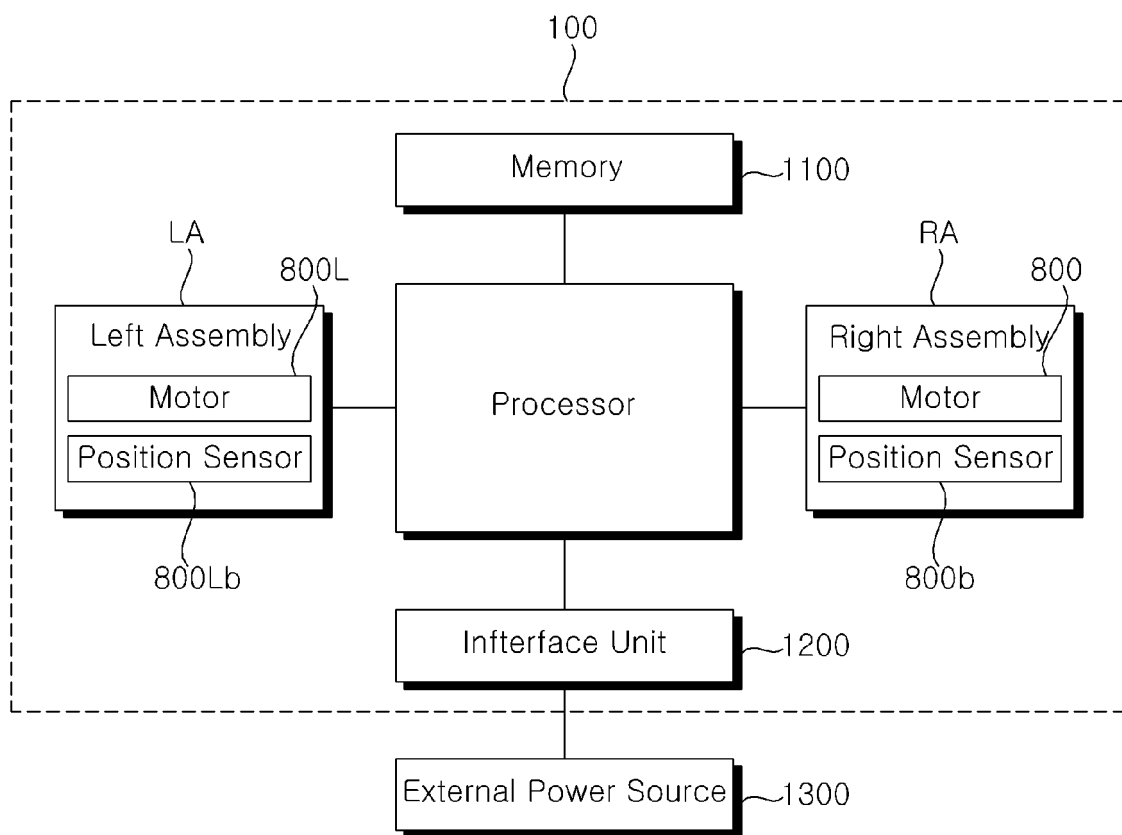 100
Memory
1100
LA
RA
800L
800
Left Assembly
Motor
Position Sensor
Processor
Right Assembly
Motor
Position Sensor
800Lb
800b
Infterface Unit
1200
External Power Source
1300